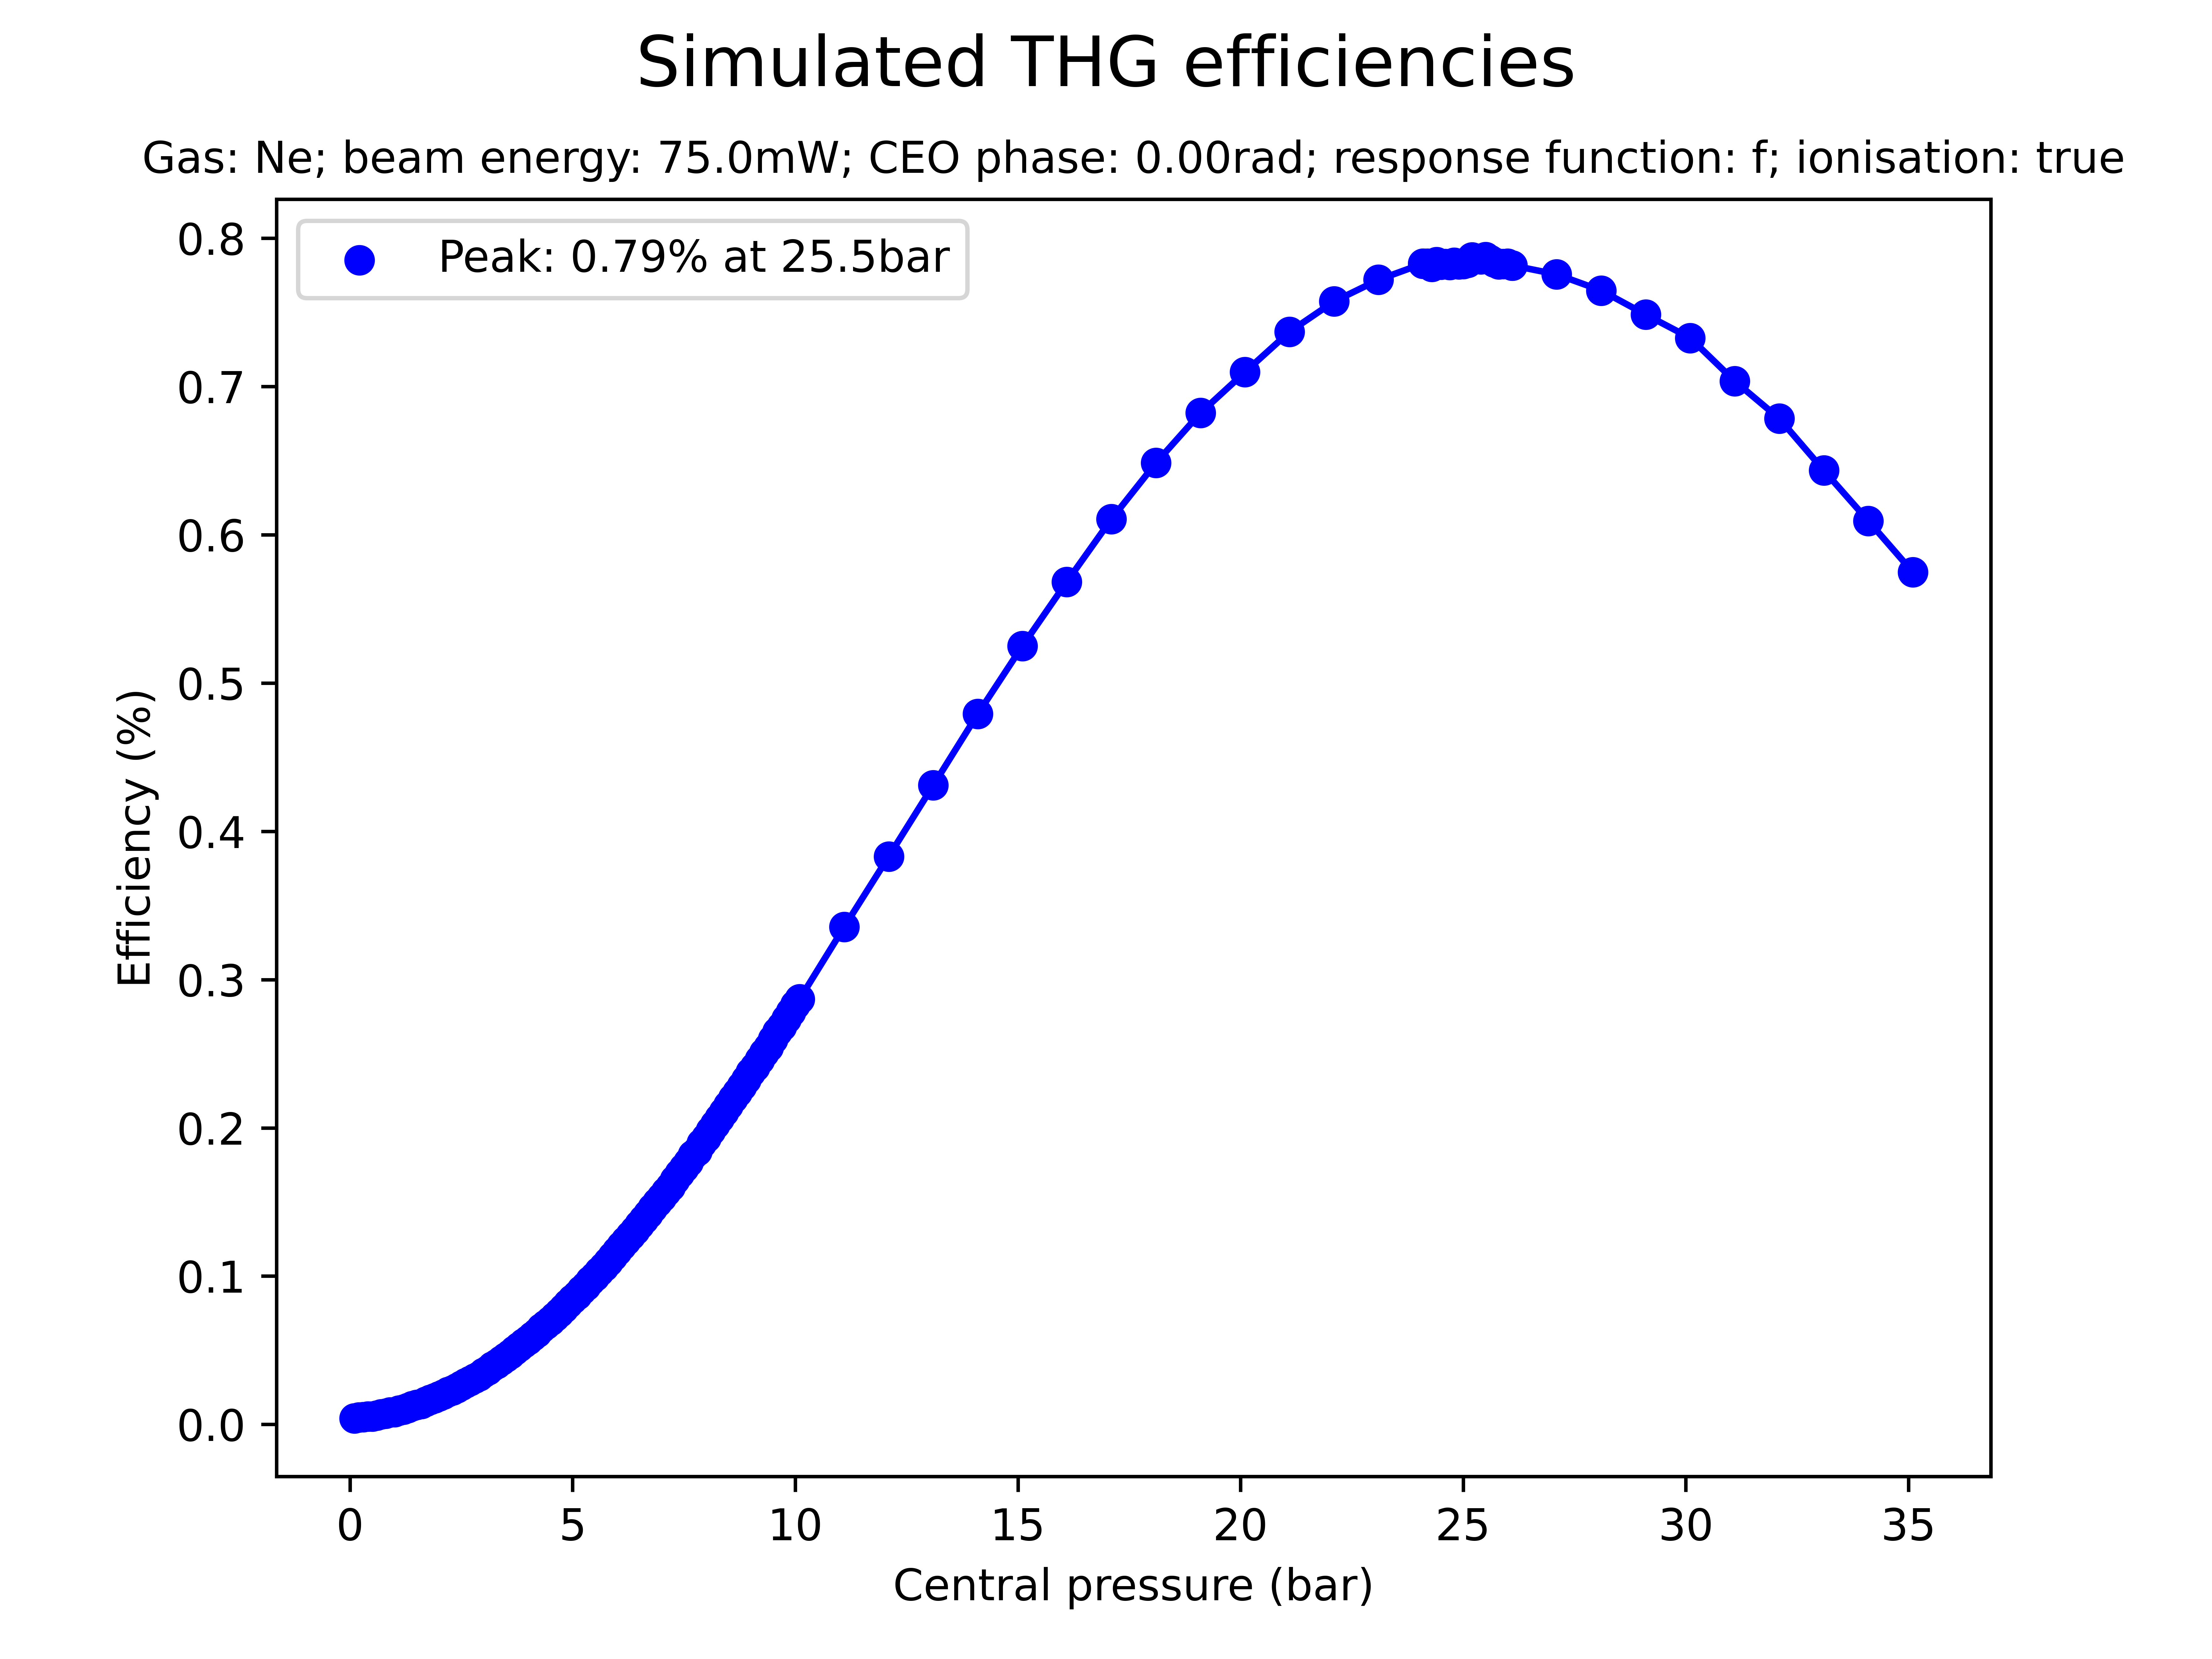 Simulated THG efficiencies
Gas: Ne; beam energy: 75.0mW; CEO phase: 0.00rad; response function: f; ionisation: true
Peak: 0.79% at 25.5bar
0.8
0.7
0.6
0.5
0.4
0.3
0.2
0.1
0.0
Efficiency (%)
0 5 10 15 20 25 30 35
Central pressure (bar)